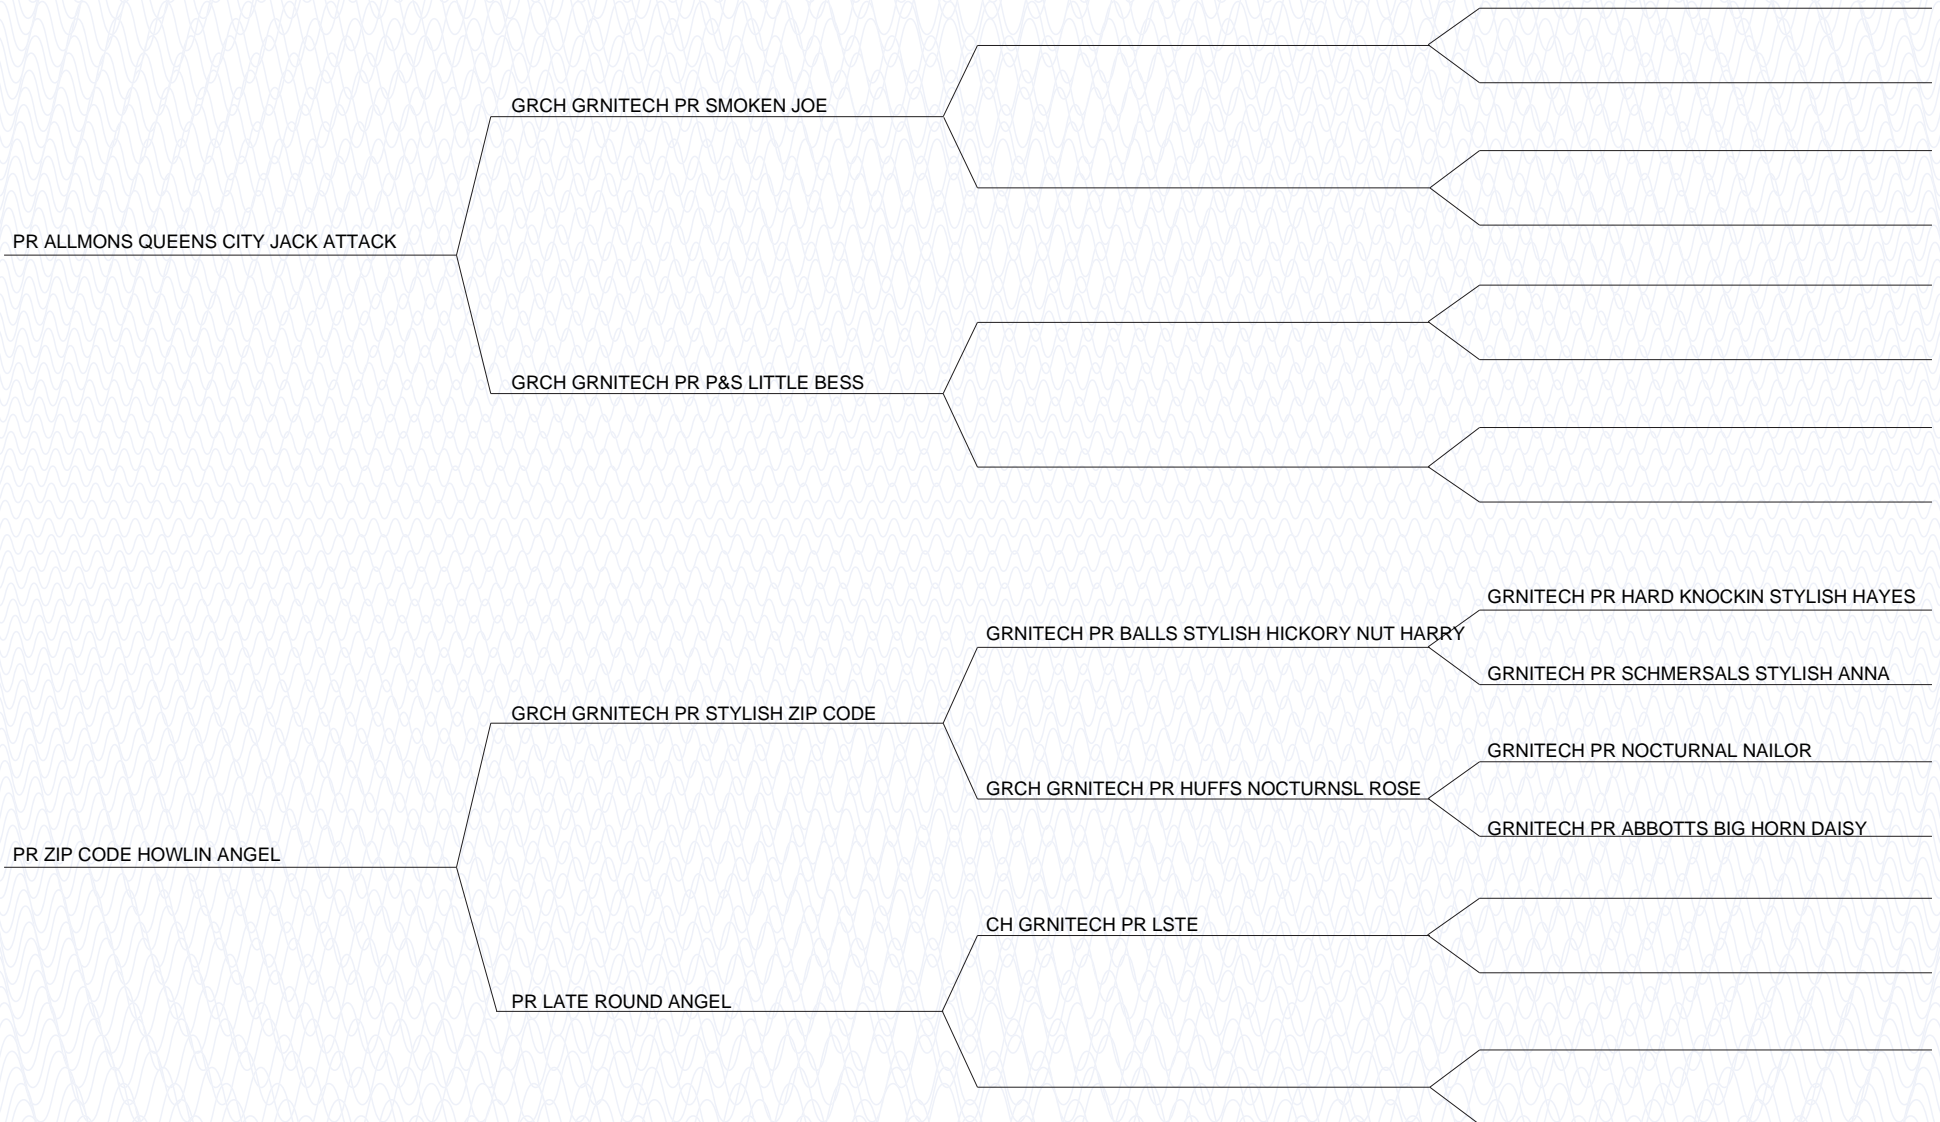 GRCH GRNITECH PR SMOKEN JOE
PR ALLMONS QUEENS CITY JACK ATTACK
GRCH GRNITECH PR P&S LITTLE BESS
GRNITECH PR HARD KNOCKIN STYLISH HAYES
GRNITECH PR BALLS STYLISH HICKORY NUT HARRY
GRNITECH PR SCHMERSALS STYLISH ANNA
GRCH GRNITECH PR STYLISH ZIP CODE
GRNITECH PR NOCTURNAL NAILOR
GRCH GRNITECH PR HUFFS NOCTURNSL ROSE
GRNITECH PR ABBOTTS BIG HORN DAISY
PR ZIP CODE HOWLIN ANGEL
CH GRNITECH PR LSTE
PR LATE ROUND ANGEL